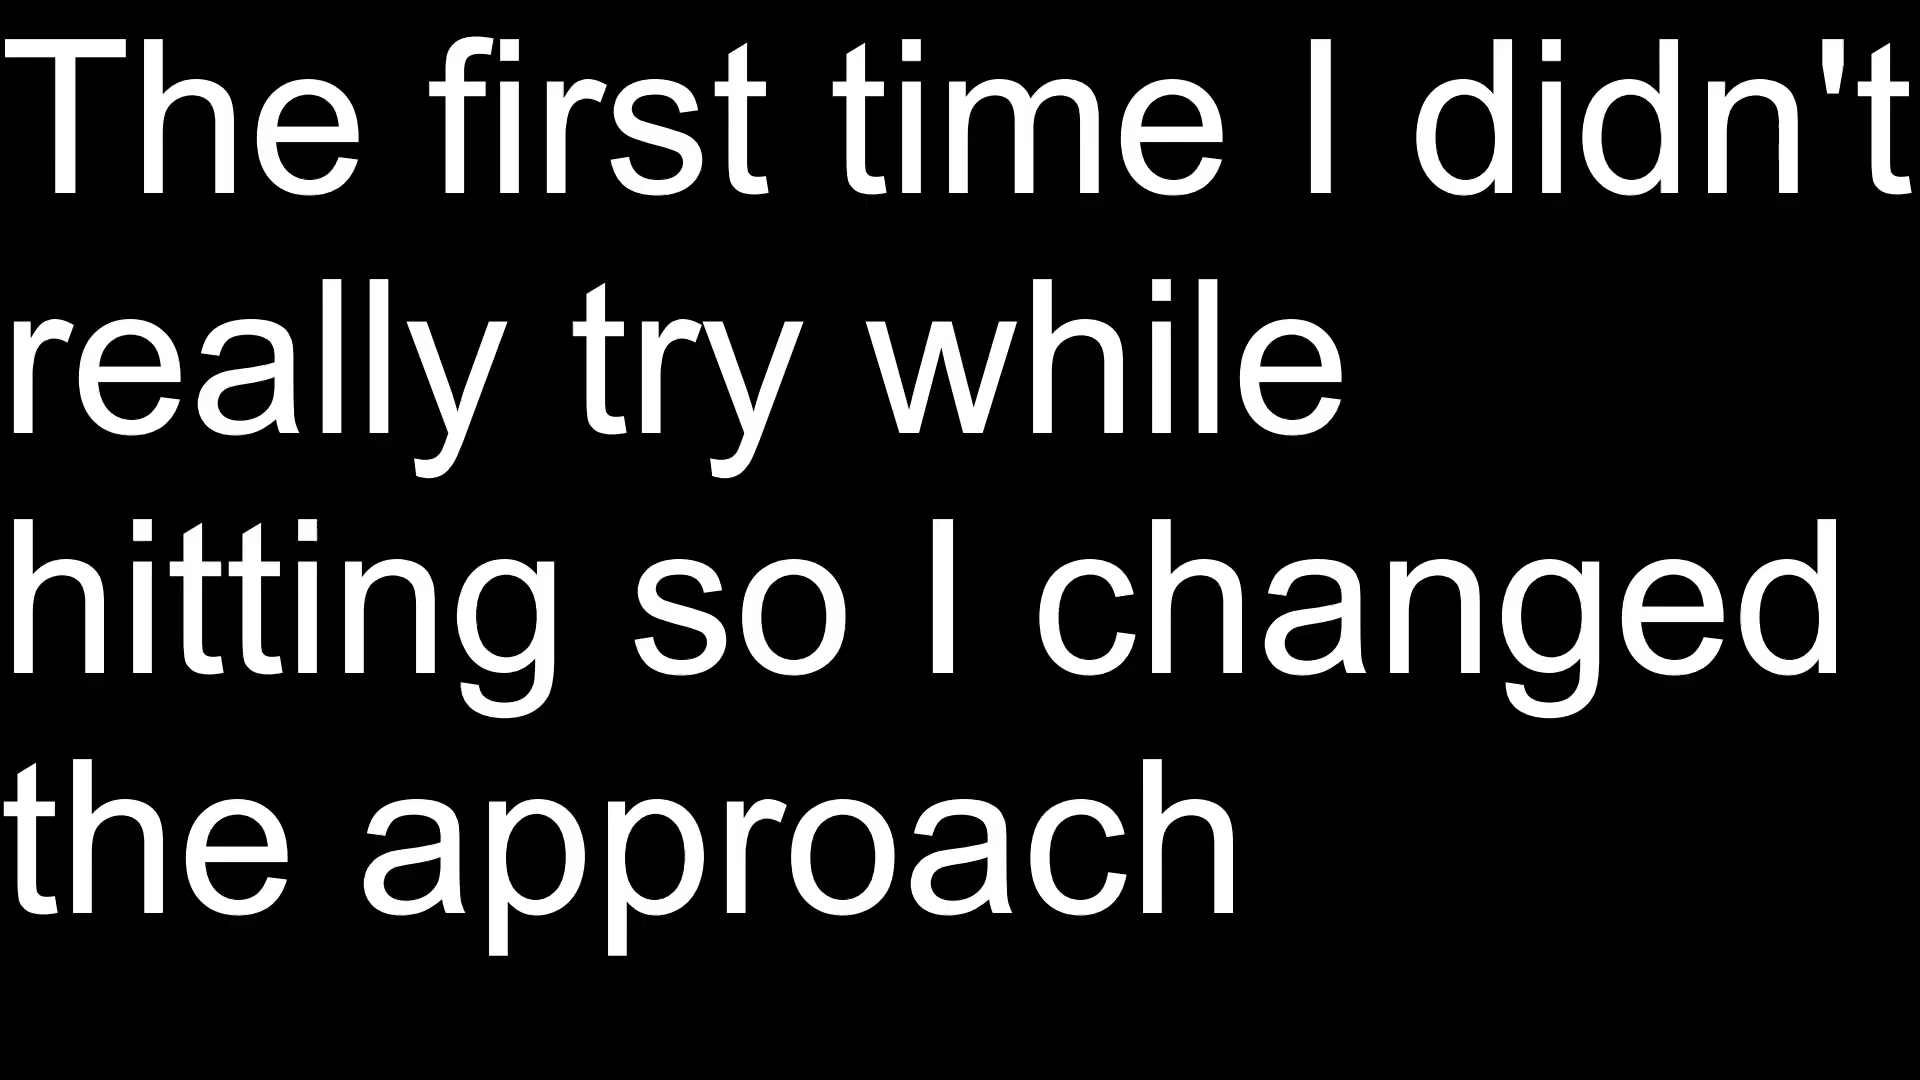 The first time I didn't
really try while
hitting so I changed
the approach